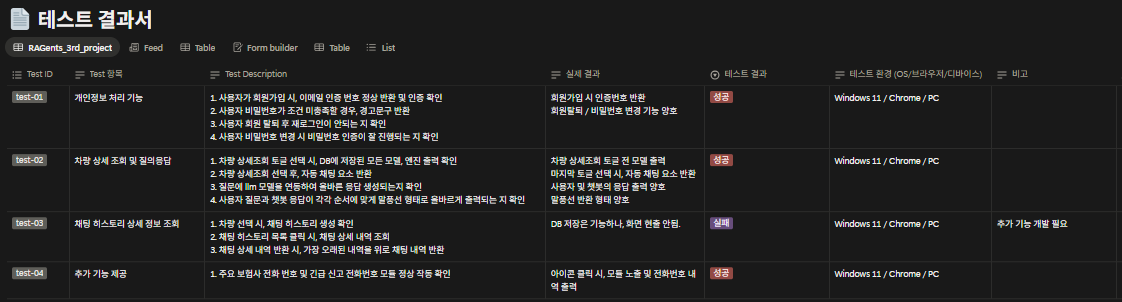 테스트 결과서
RAGents_3rd_project Feed Table Form builder Table List
Test ID Test 항목 Test Description 실제 결과 테스트 결과 테스트 환경 (OS/브라우저/디바이스) 비고
test-01 개인정보 처리 기능 1. 사용자가 회원가입 시, 이메일 인증 번호 정상 반환 및 인증 확인 회원가입 시 인증번호 반환 성공 Windows 11 / Chrome / PC
2. 사용자 비밀번호가 조건 미충족할 경우, 경고문구 반환 회원탈퇴 / 비밀번호 변경 기능 양호
3. 사용자 회원 탈퇴 후 재로그인이 안되는 지 확인
4. 사용자 비밀번호 변경 시 비밀번호 인증이 잘 진행되는 지 확인
test-02 차량 상세 조회 및 질의응답 1. 차량 상세조회 토글 선택 시, DB에 저장된 모든 모델, 엔진 출력 확인 차량 상세조회 토글 전 모델 출력 성공 Windows 11 / Chrome / PC
2. 차량 상세조회 선택 후, 자동 채팅 요소 반환 마지막 토글 선택 시, 자동 채팅 요소 반환
3. 질문에 llm 모델을 연동하여 올바른 응답 생성되는지 확인 사용자 및 챗봇의 응답 출력 양호
4. 사용자 질문과 챗봇 응답이 각각 순서에 맞게 말풍선 형태로 올바르게 출력되는 지 확인 말풍선 반환 형태 양호
test-03 채팅 히스토리 상세 정보 조회 1. 차량 선택 시, 채팅 히스토리 생성 확인 DB 저장은 기능하나, 화면 현출 안됨. 실패 Windows 11 / Chrome / PC 추가 기능 개발 필요
2. 채팅 히스토리 목록 클릭 시, 채팅 상세 내역 조회
3. 채팅 상세 내역 반환 시, 가장 오래된 내역을 위로 채팅 내역 반환
test-04 추가 기능 제공 1. 주요 보험사 전화 번호 및 긴급 신고 전화번호 모듈 정상 작동 확인 아이콘 클릭 시, 모듈 노출 및 전화번호 내 성공 Windows 11 / Chrome / PC
역 출력